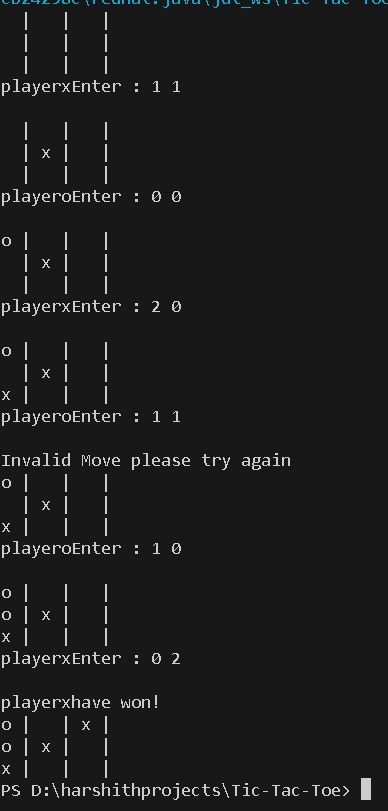 cb24298e\redhat.java\jdt_ws\Tic-Tac-Toe
  |   |   |
  |   |   |
  |   |   |
playerxEnter : 1 1

  |   |   |
  | x |   |
  |   |   |
playeroEnter : 0 0

o |   |   |
  | x |   |
  |   |   |
playerxEnter : 2 0

o |   |   |
  | x |   |
x |   |   |
playeroEnter : 1 1

Invalid Move please try again
o |   |   |
  | x |   |
x |   |   |
playeroEnter : 1 0

o |   |   |
o | x |   |
x |   |   |
playerxEnter : 0 2

playerxhave won!
o |   | x |
o | x |   |
x |   |   |
PS D:\harshithprojects\Tic-Tac-Toe>